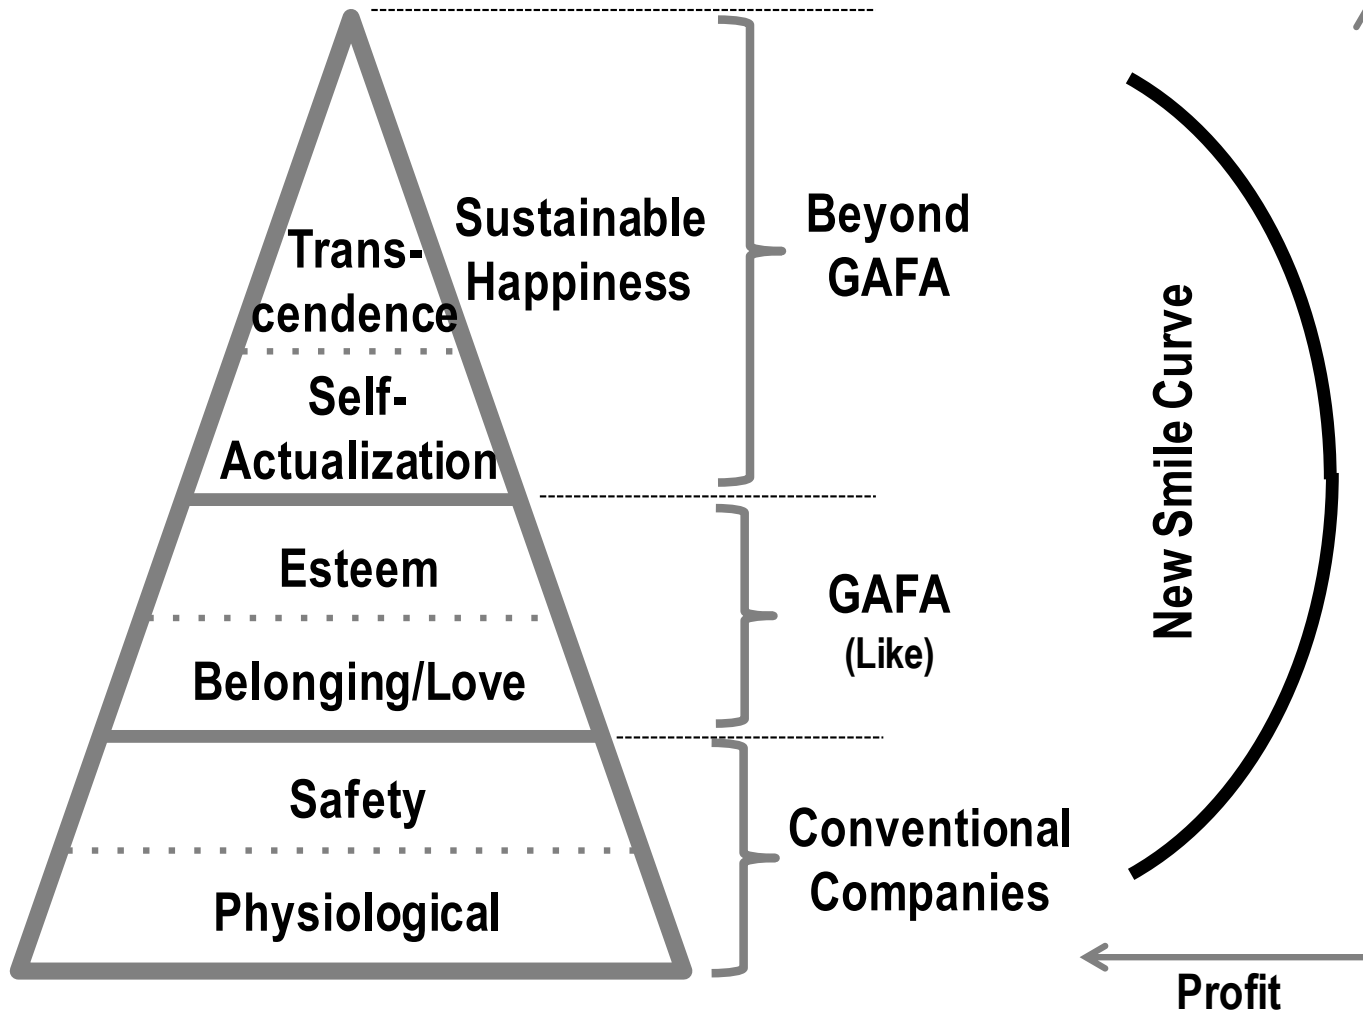 Trans-
cendence
Self-
Actualization
Esteem
Belonging/Love
Safety
Physiological
Sustainable
Happiness
Beyond
GAFA
GAFA
(Like)
Conventional
Companies
New Smile Curve
Profit